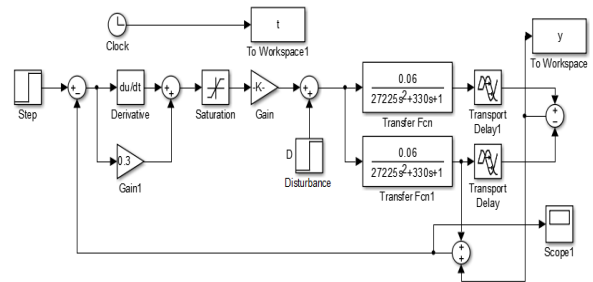 t
Clock
To Workspace1
y
To Workspace
Step
du/dt
Derivative
Saturation
-K-
Gain
0.3
Gain1
D
Disturbance
0.06
27225s²+330s+1
Transfer Fcn
Transport
Delay1
0.06
27225s²+330s+1
Transfer Fcn1
Transport
Delay
Scope1